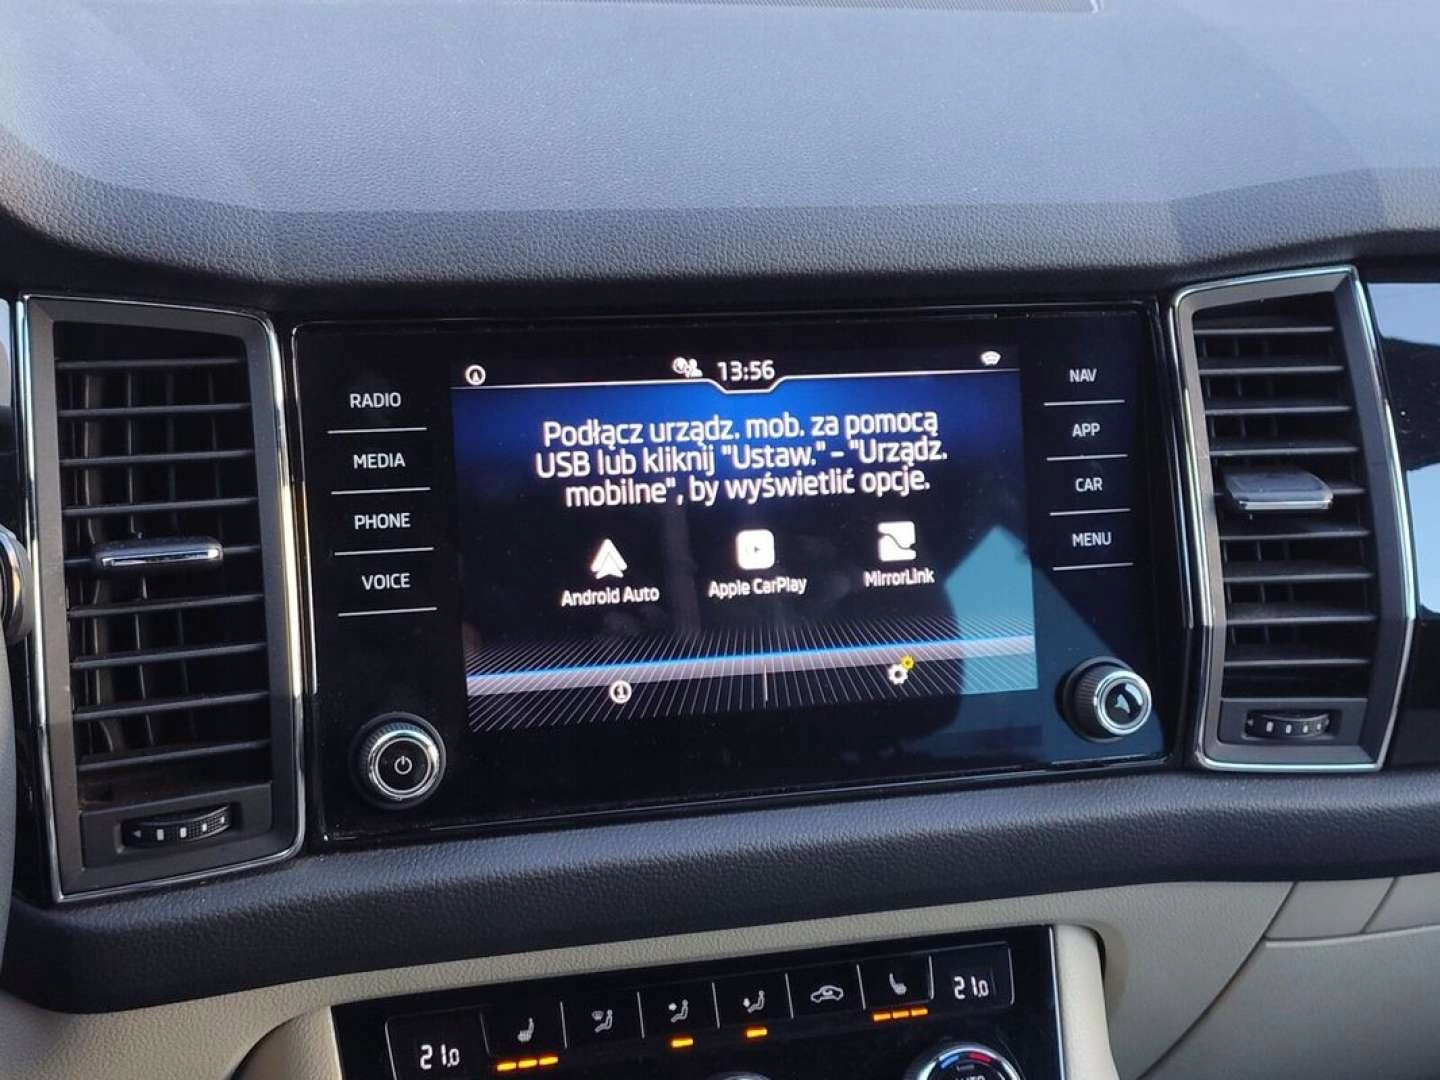 13:56
RADIO
MEDIA
PHONE
VOICE
Podłącz urządz. mob. za pomocą
USB lub kliknij "Ustaw." - "Urządz.
mobilne", by wyświetlić opcje.
Android Auto
Apple CarPlay
MirrorLink
NAV
APP
CAR
MENU
21.0
21.0
AUTO